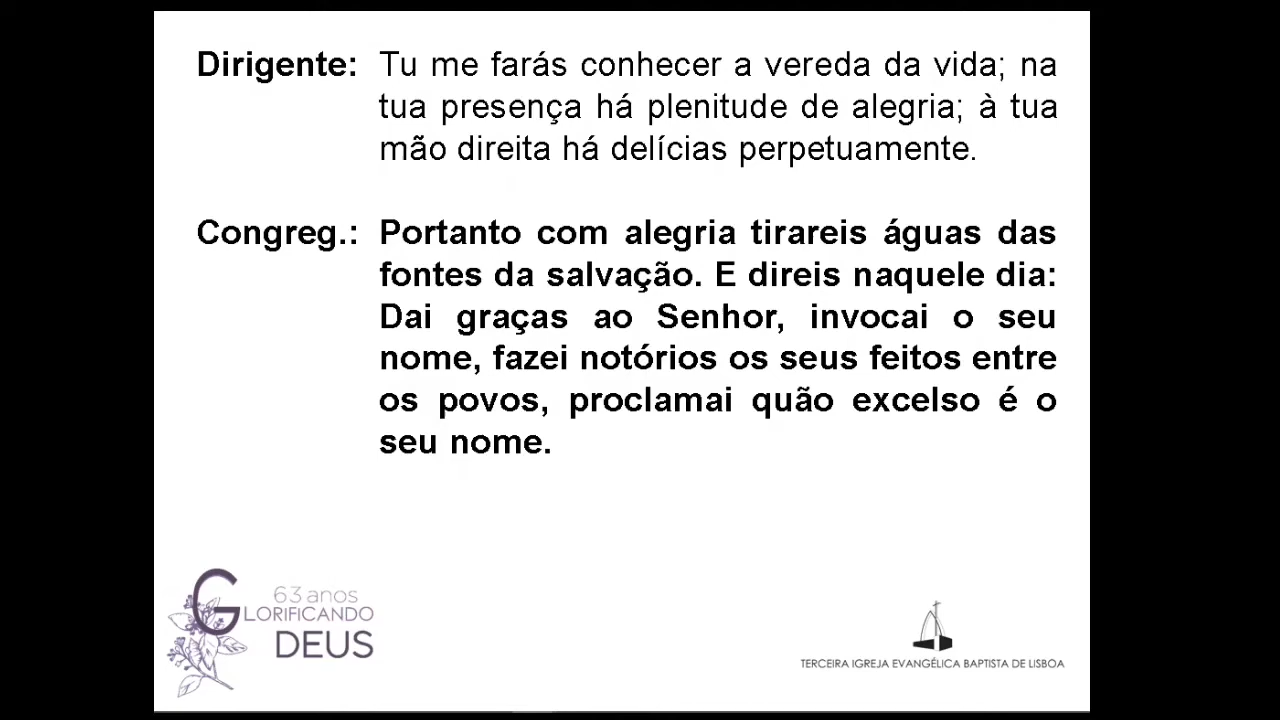 Dirigente: Tu me farás conhecer a vereda da vida; na
tua presença há plenitude de alegria; à tua
mão direita há delícias perpetuamente.
Congreg.: Portanto com alegria tirareis águas das
fontes da salvação. E direis naquele dia:
Dai graças ao Senhor, invocai o seu
nome, fazei notórios os seus feitos entre
os povos, proclamai quão excelso é o
seu nome.
63 anos
GLORIFICANDO
DEUS
TERCEIRA IGREJA EVANGÉLICA BAPTISTA DE LISBOA